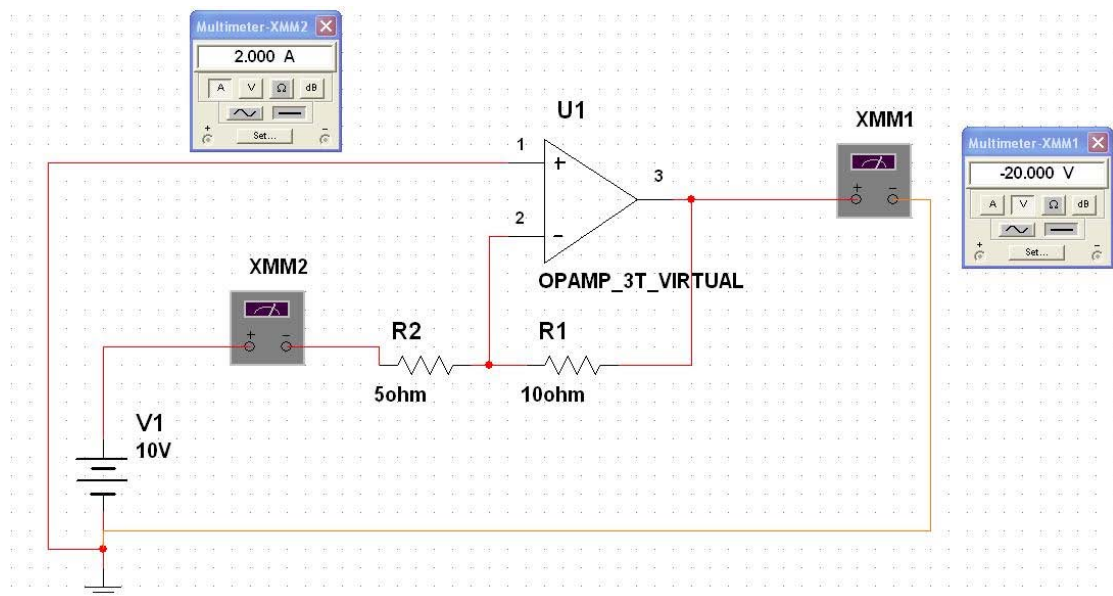 Multimeter-XMM2
2.000 A
A V Ω dB
+ Set... -
U1
XMM1
Multimeter-XMM1
-20.000 V
A V Ω dB
+ Set... -
1
+
3
2
-
+ -
OPAMP_3T_VIRTUAL
XMM2
+ -
R2
R1
5ohm
10ohm
V1
10V